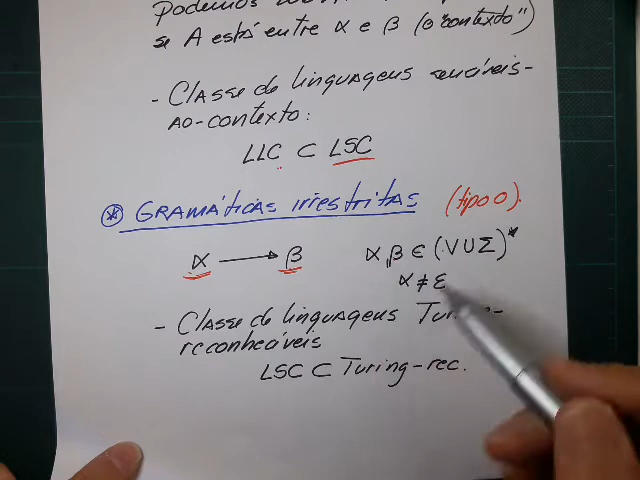 Podemos
se A está entre α e β (o "contexto")
- Classe de linguagens sensíveis-
ao-contexto:
LLC ⊂ LSC
* GRAMÁTICAS irrestritas (tipo 0).
α → β α, β ∈ (V ∪ Σ)*
α ≠ ε
- Classe de linguagens Turing-
reconhecíveis
LSC ⊂ Turing-rec.